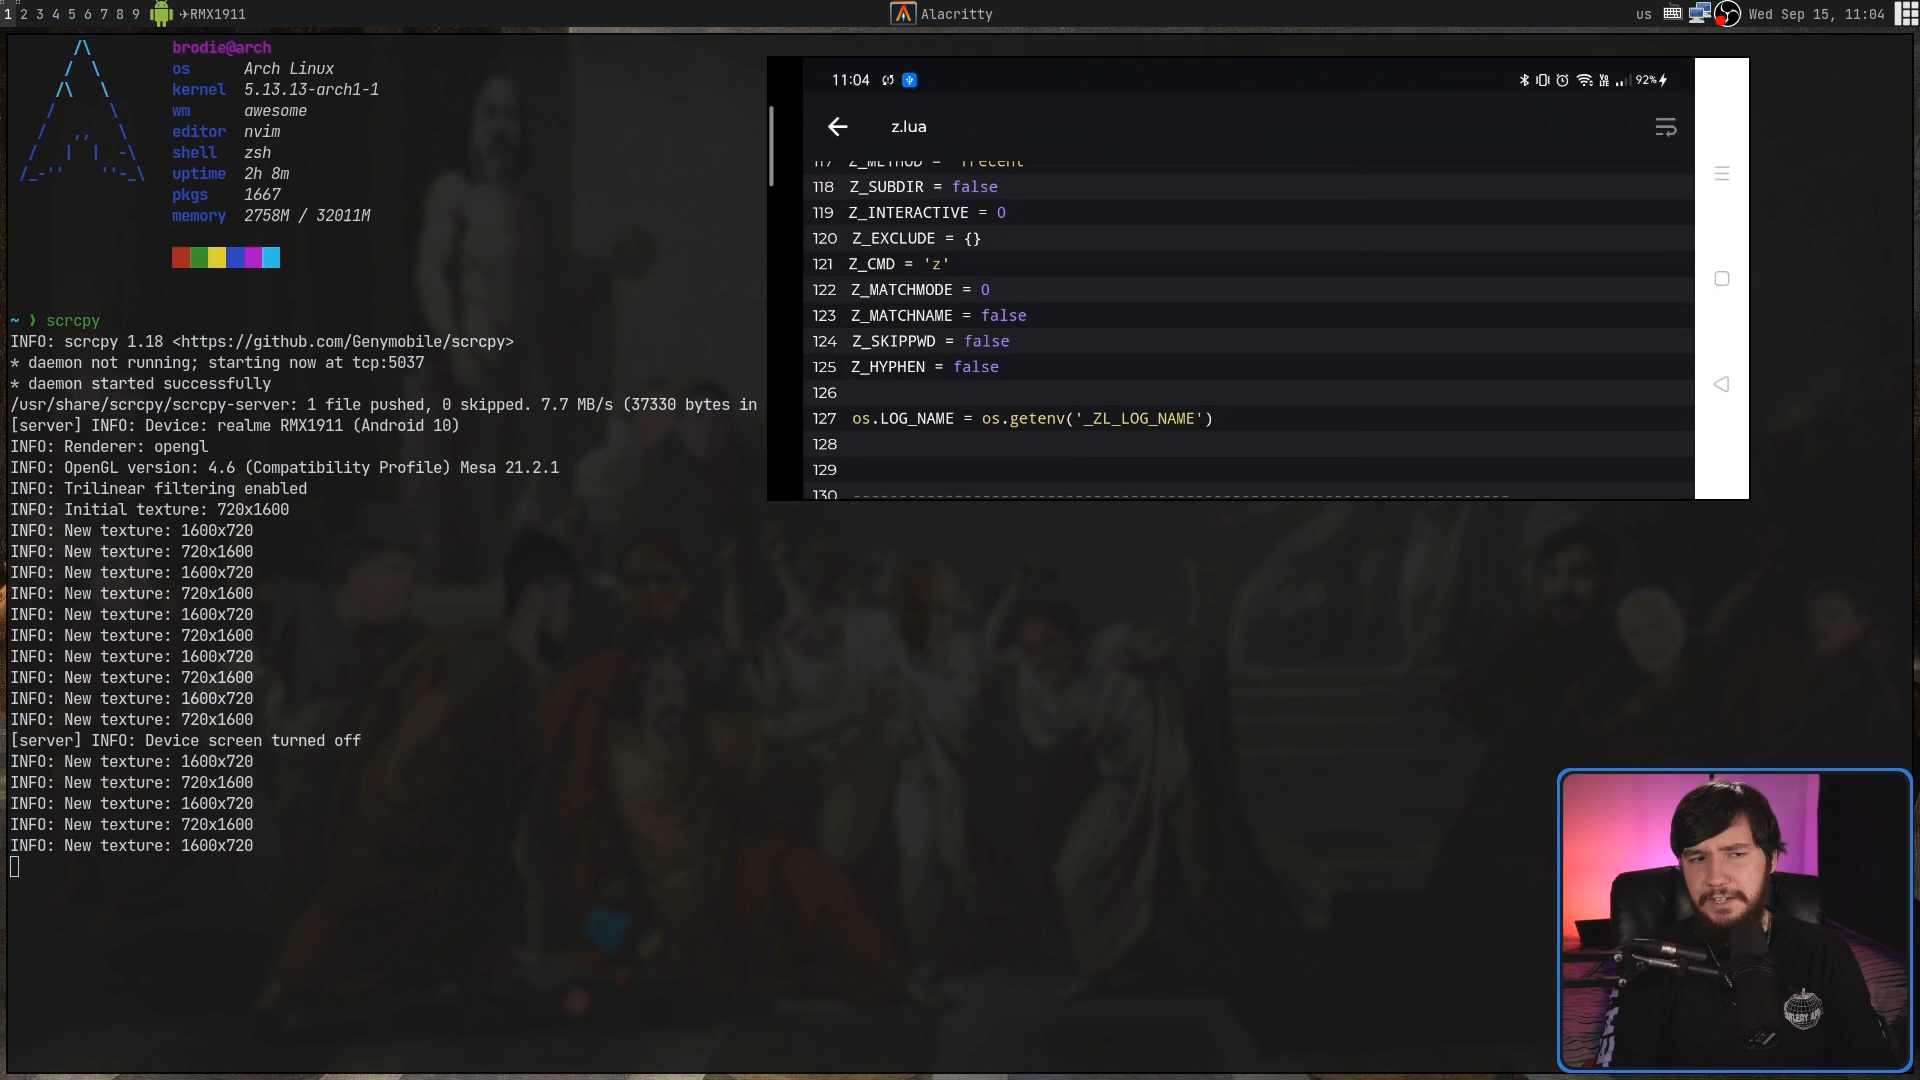 1 2 3 4 5 6 7 8 9 ✈RMX1911
Alacritty
us Wed Sep 15, 11:04
brodie@arch
os Arch Linux
kernel 5.13.13-arch1-1
wm awesome
editor nvim
shell zsh
uptime 2h 8m
pkgs 1667
memory 2758M / 32011M
~ ❯ scrcpy
INFO: scrcpy 1.18 <https://github.com/Genymobile/scrcpy>
* daemon not running; starting now at tcp:5037
* daemon started successfully
/usr/share/scrcpy/scrcpy-server: 1 file pushed, 0 skipped. 7.7 MB/s (37330 bytes in
[server] INFO: Device: realme RMX1911 (Android 10)
INFO: Renderer: opengl
INFO: OpenGL version: 4.6 (Compatibility Profile) Mesa 21.2.1
INFO: Trilinear filtering enabled
INFO: Initial texture: 720x1600
INFO: New texture: 1600x720
INFO: New texture: 720x1600
INFO: New texture: 1600x720
INFO: New texture: 720x1600
INFO: New texture: 1600x720
INFO: New texture: 720x1600
INFO: New texture: 1600x720
INFO: New texture: 720x1600
INFO: New texture: 1600x720
INFO: New texture: 720x1600
[server] INFO: Device screen turned off
INFO: New texture: 1600x720
INFO: New texture: 720x1600
INFO: New texture: 1600x720
INFO: New texture: 720x1600
INFO: New texture: 1600x720
11:04 92%
z.lua
117 Z_METHOD = 'frecent'
118 Z_SUBDIR = false
119 Z_INTERACTIVE = 0
120 Z_EXCLUDE = {}
121 Z_CMD = 'z'
122 Z_MATCHMODE = 0
123 Z_MATCHNAME = false
124 Z_SKIPPWD = false
125 Z_HYPHEN = false
126
127 os.LOG_NAME = os.getenv('_ZL_LOG_NAME')
128
129
130 -------------------------------------------------------------------------